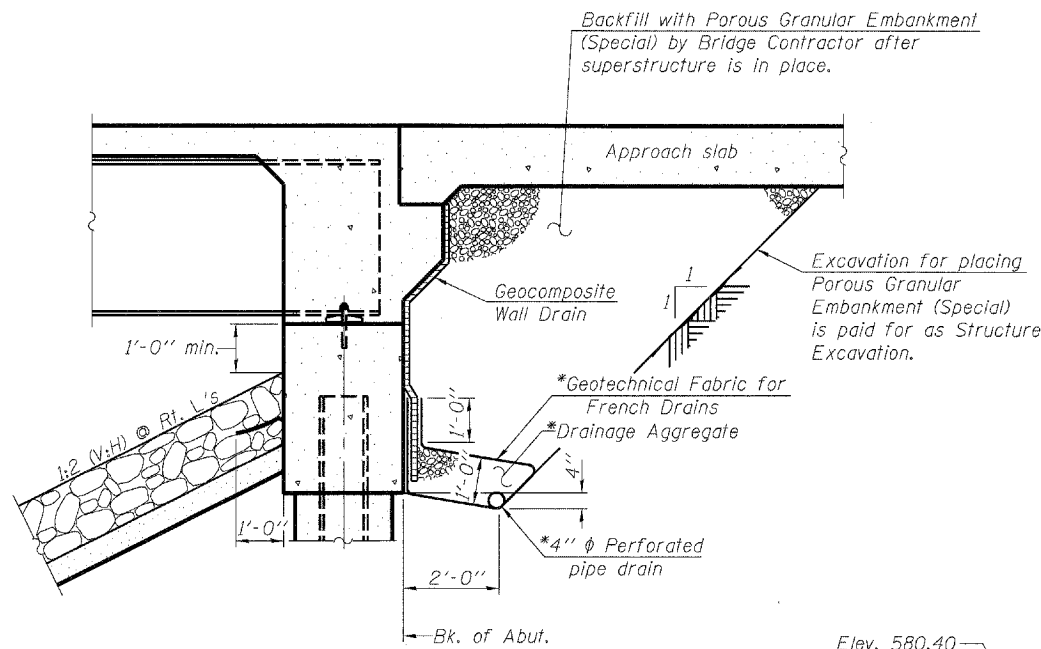 Backfill with Porous Granular Embankment
(Special) by Bridge Contractor after
superstructure is in place.
Approach slab
Geocomposite
Wall Drain
1
1
Excavation for placing
Porous Granular
Embankment (Special)
is paid for as Structure
Excavation.
1'-0" min.
*Geotechnical Fabric for
French Drains
*Drainage Aggregate
1'-0"
1'-0"
4"
1:2 (V:H) @ Rt. L's
1'-0"
*4" ϕ Perforated
pipe drain
2'-0"
Bk. of Abut.
Elev. 580.40